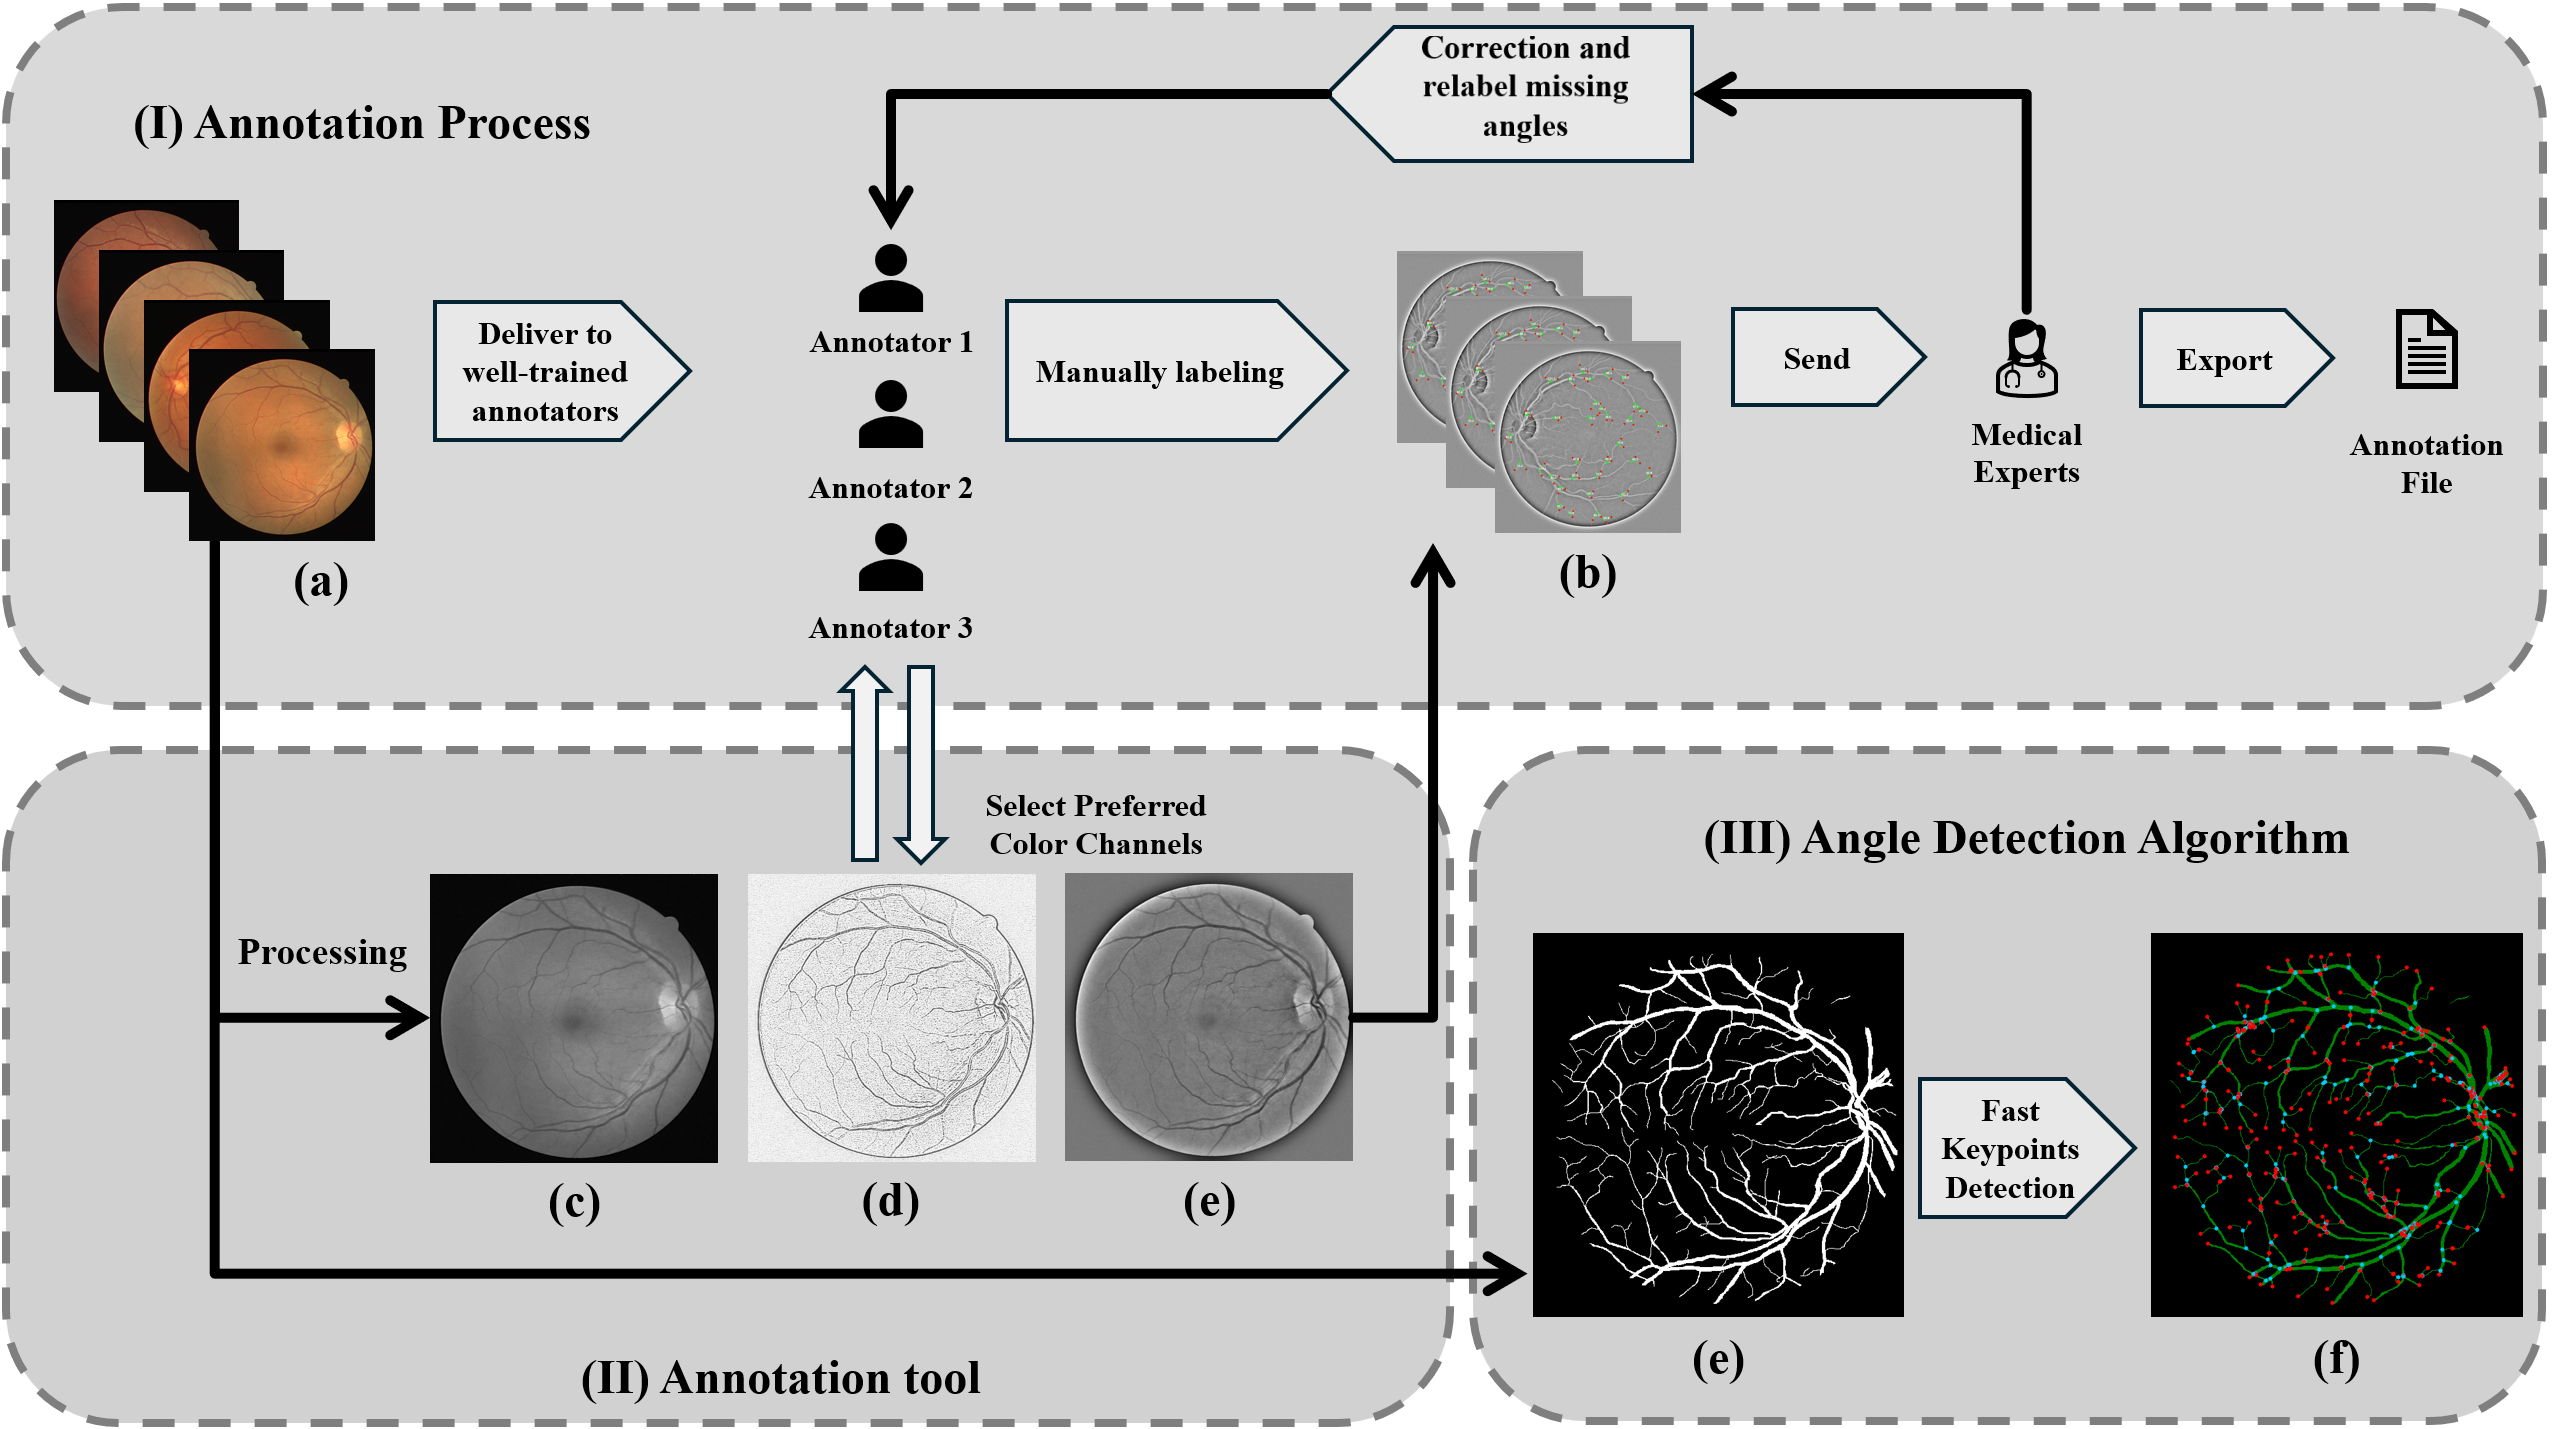 (I) Annotation Process
Correction and
relabel missing
angles
Deliver to
well-trained
annotators
Annotator 1
Annotator 2
Annotator 3
Manually labeling
Send
Medical
Experts
Export
Annotation
File
(a)
(b)
Select Preferred
Color Channels
Processing
(c)
(d)
(e)
(II) Annotation tool
(III) Angle Detection Algorithm
Fast
Keypoints
Detection
(e)
(f)